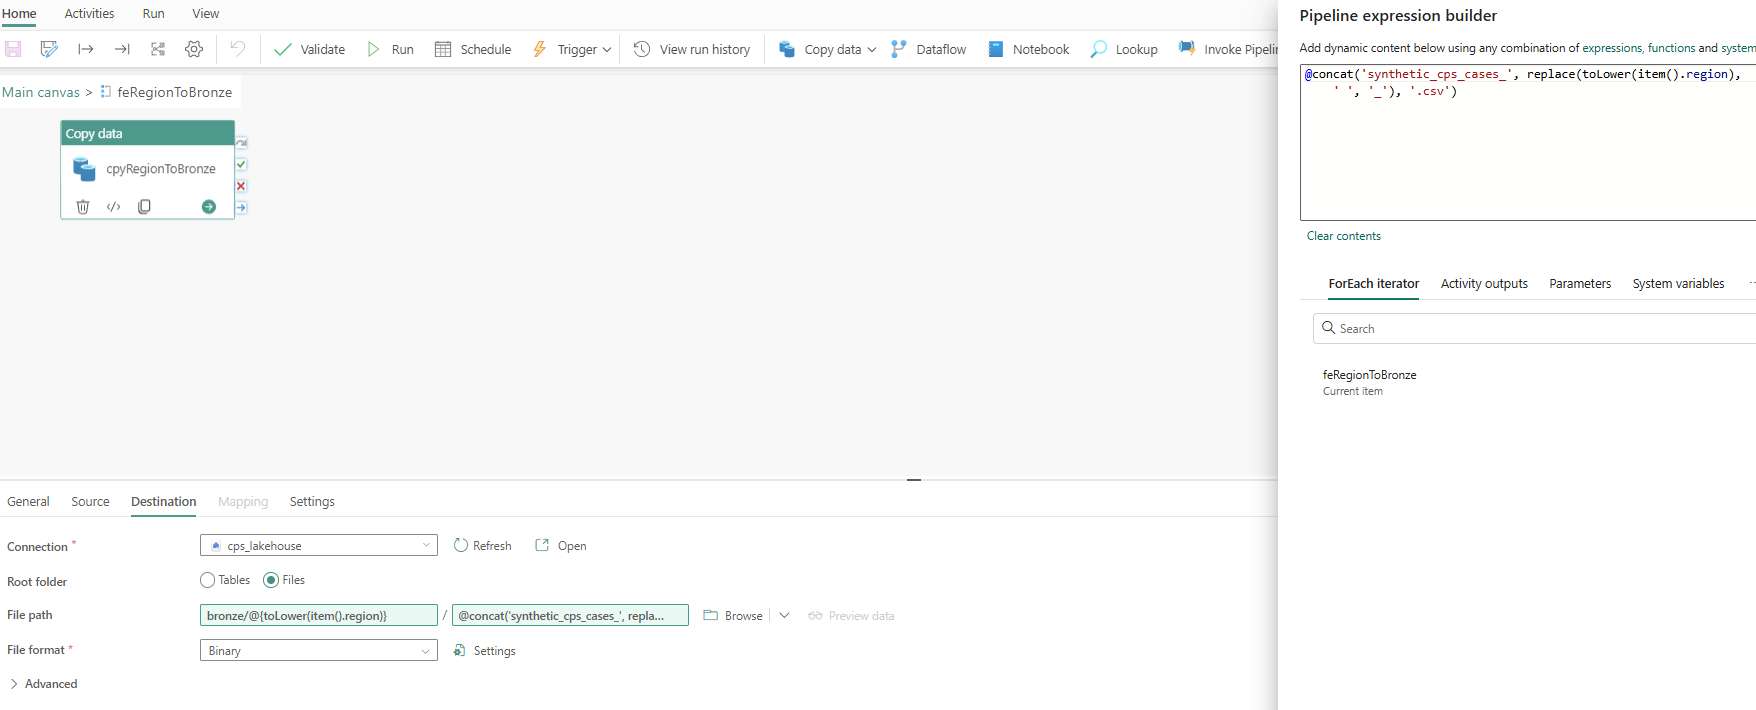 Home Activities Run View
Validate Run Schedule Trigger View run history Copy data Dataflow Notebook Lookup Invoke Pipelin
Main canvas > feRegionToBronze
Copy data
cpyRegionToBronze
General Source Destination Mapping Settings
Connection * cps_lakehouse Refresh Open
Root folder Tables Files
File path bronze/@{toLower(item().region)} / @concat('synthetic_cps_cases_', repla... Browse Preview data
File format * Binary Settings
Advanced
Pipeline expression builder
Add dynamic content below using any combination of expressions, functions and system
@concat('synthetic_cps_cases_', replace(toLower(item().region),
' ', '_'), '.csv')
Clear contents
ForEach iterator Activity outputs Parameters System variables ...
Search
feRegionToBronze
Current item